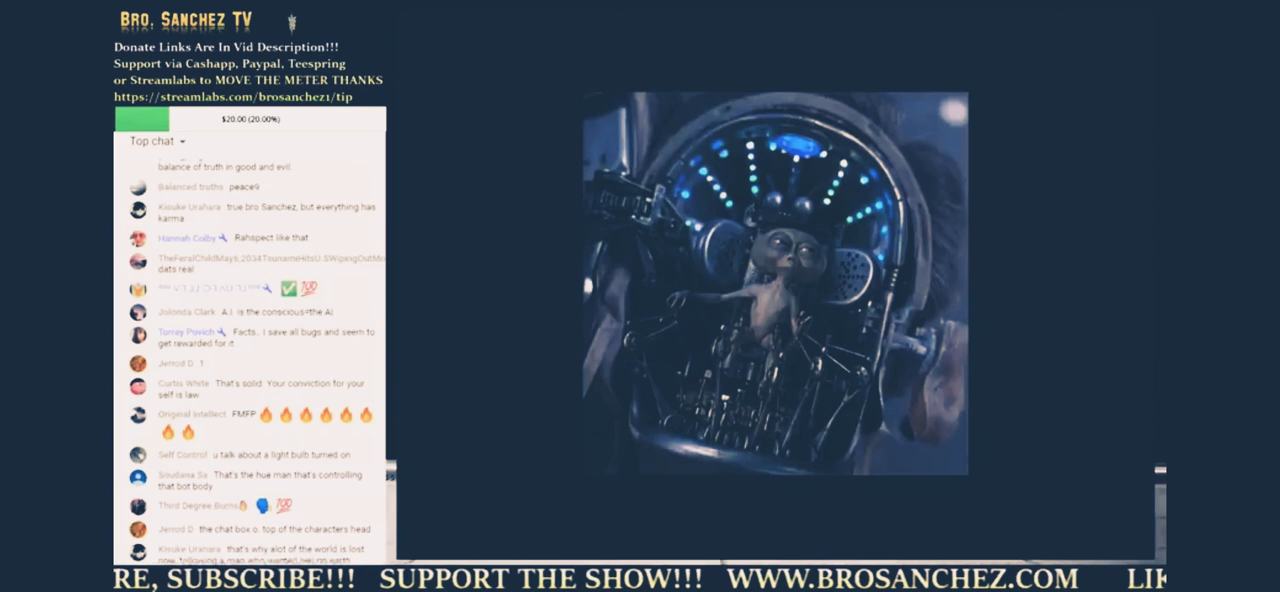 BRO. SANCHEZ TV
Donate Links Are In Vid Description!!!
Support via Cashapp, Paypal, Teespring
or Streamlabs to MOVE THE METER THANKS
https://streamlabs.com/brosanchez1/tip
$20.00 (20.00%)
Top chat
balance of truth in good and evil.
Balanced truths peace9
Kisuke Urahara true bro Sanchez, but everything has
karma
Hannah Colby Rahspect like that
dats real
💯
Jolonda Clark A.I. is the conscious=the AI
Torrey Povich Facts.. I save all bugs and seem to
get rewarded for it
Jerrod D 1
Curtis White That's solid. Your conviction for your
self is law
Original intellect FMFP 🔥🔥🔥🔥🔥🔥
🔥🔥
Self Control u talk about a light bulb turned on
Soudana Sa That's the hue man that's controlling
that bot body
Third Degree Burns🔥 💯
Jerrod D the chat box o. top of the characters head
Kisuke Urahara that's why alot of the world is lost
RE, SUBSCRIBE!!! SUPPORT THE SHOW!!! WWW.BROSANCHEZ.COM LIK